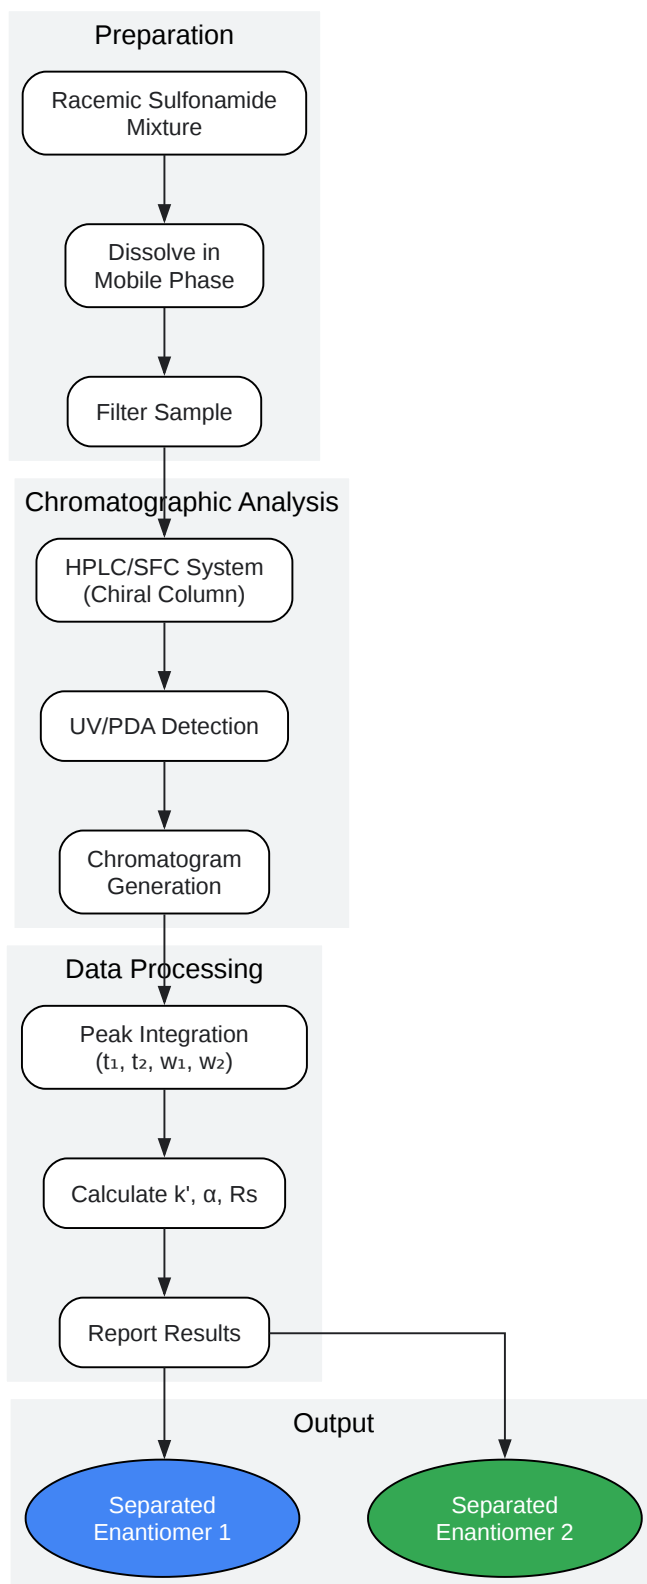 Preparation
Racemic Sulfonamide
Mixture
Dissolve in
Mobile Phase
Filter Sample
Chromatographic Analysis
HPLC/SFC System
(Chiral Column)
UV/PDA Detection
Chromatogram
Generation
Data Processing
Peak Integration
(t₁, t₂, w₁, w₂)
Calculate k', α, Rs
Report Results
Output
Separated
Enantiomer 1
Separated
Enantiomer 2